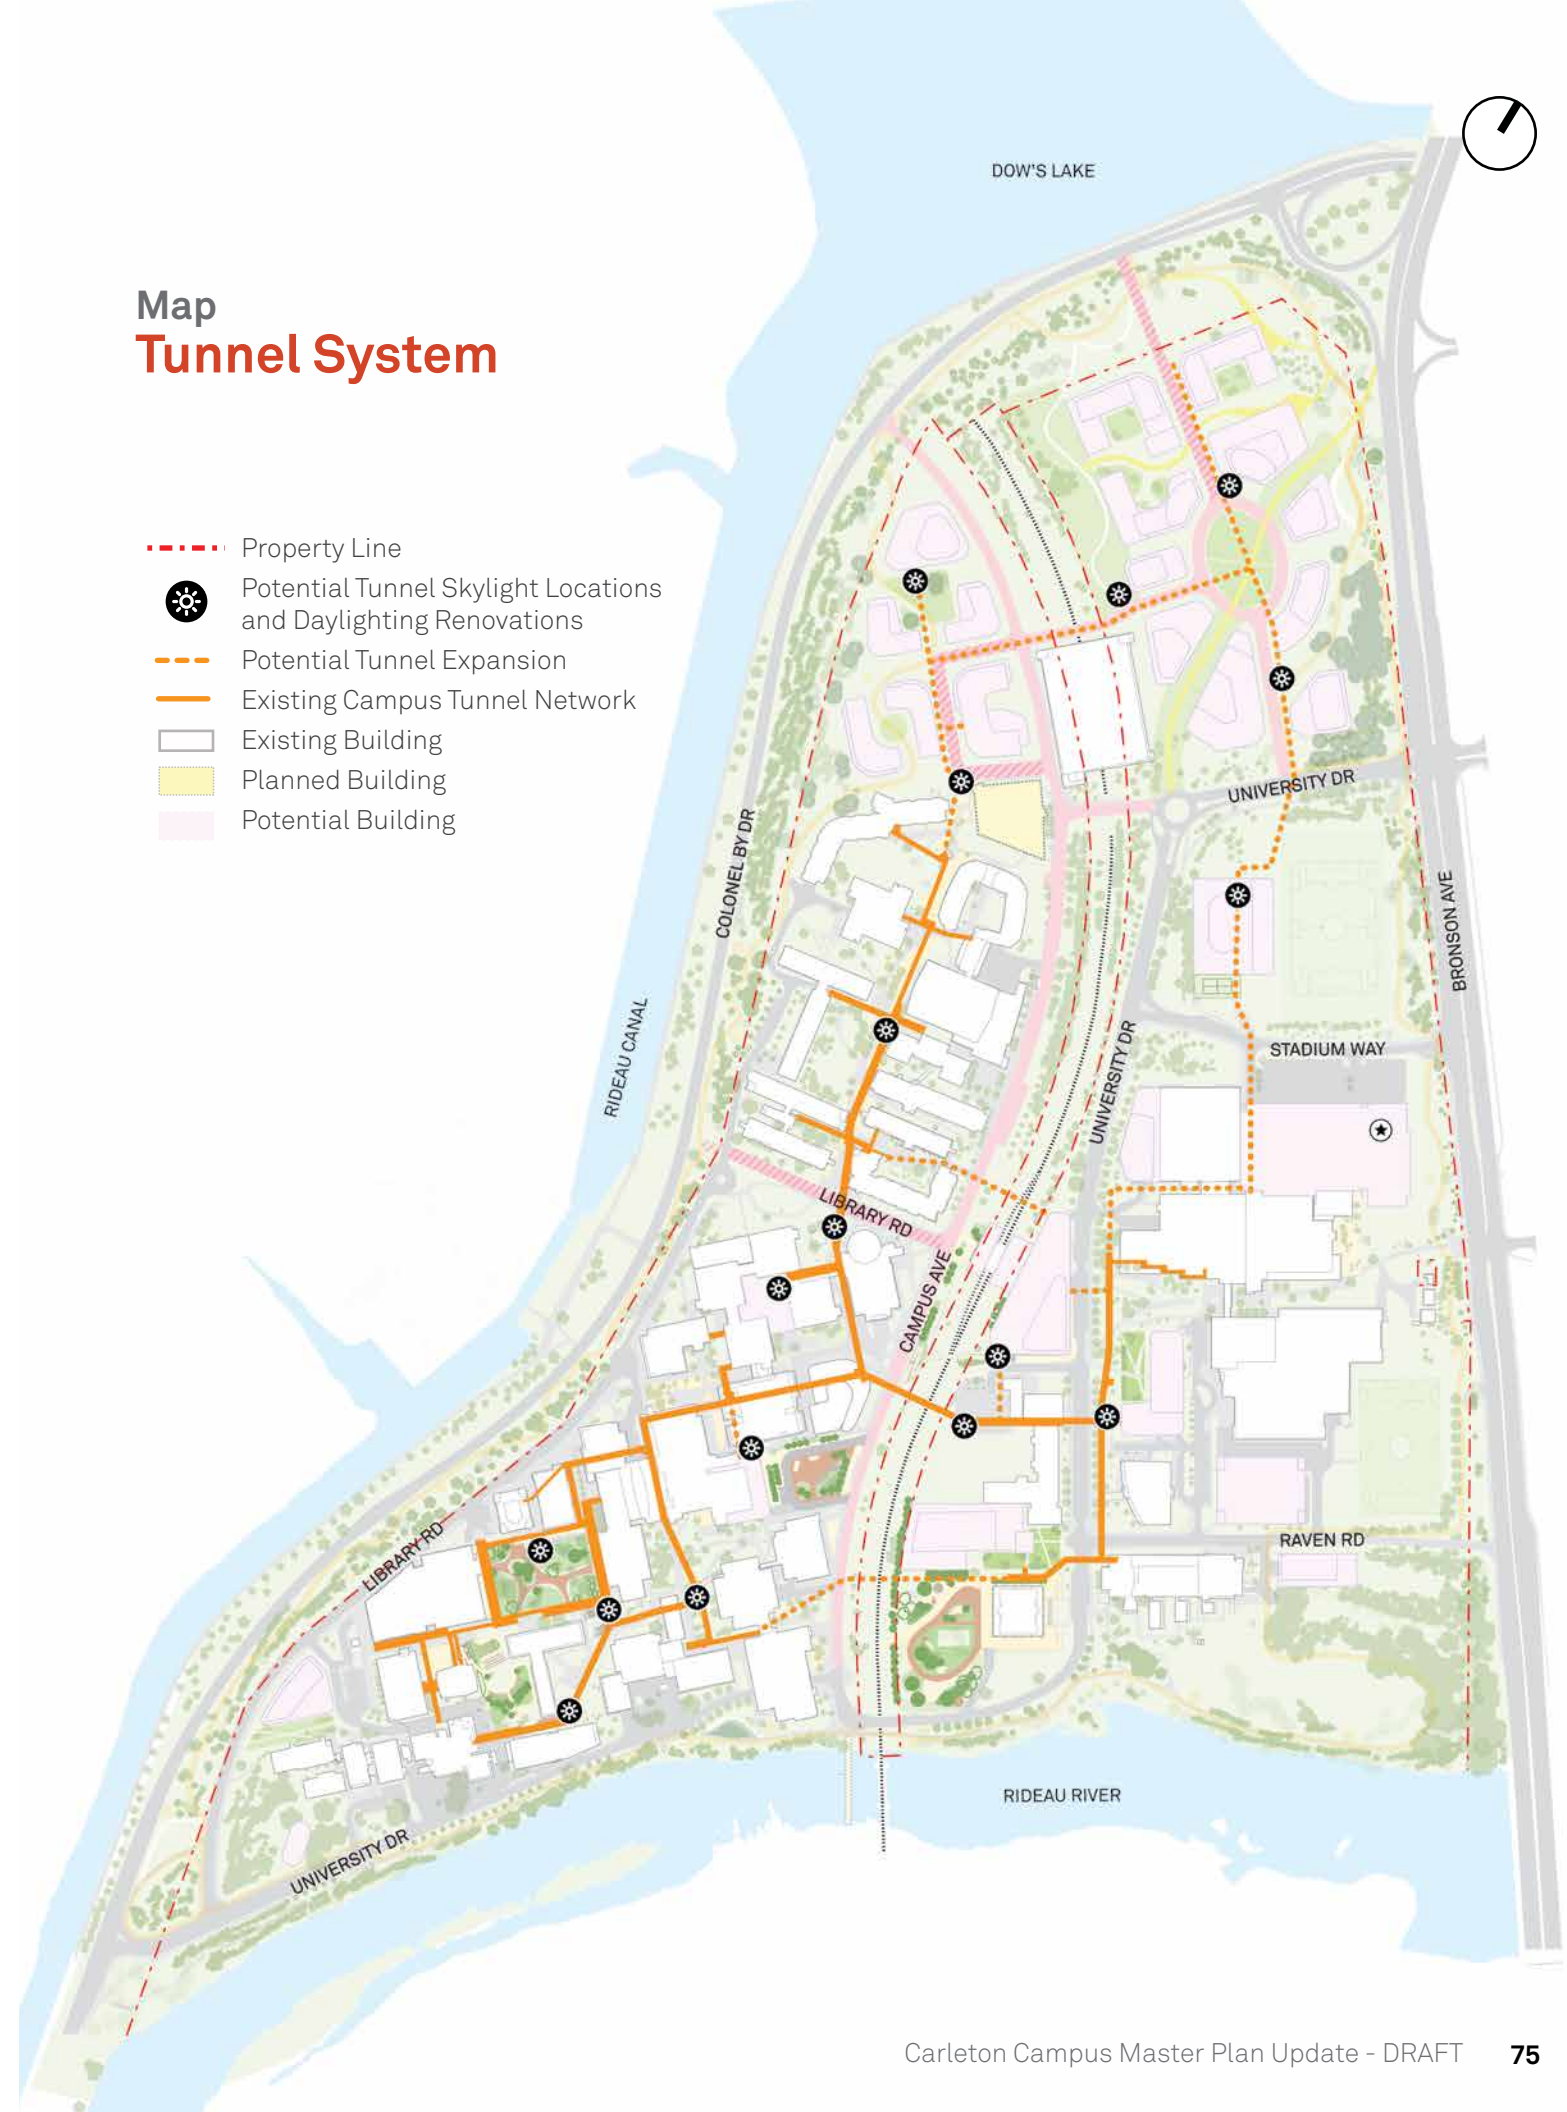 DOW'S LAKE
Map
Tunnel System
Property Line
Potential Tunnel Skylight Locations
and Daylighting Renovations
Potential Tunnel Expansion
Existing Campus Tunnel Network
Existing Building
Planned Building
Potential Building
UNIVERSITY DR
COLONEL BY DR
BRONSON AVE
RIDEAU CANAL
UNIVERSITY DR
STADIUM WAY
LIBRARY RD
CAMPUS AVE
LIBRARY RD
RAVEN RD
RIDEAU RIVER
UNIVERSITY DR
Carleton Campus Master Plan Update - DRAFT 75